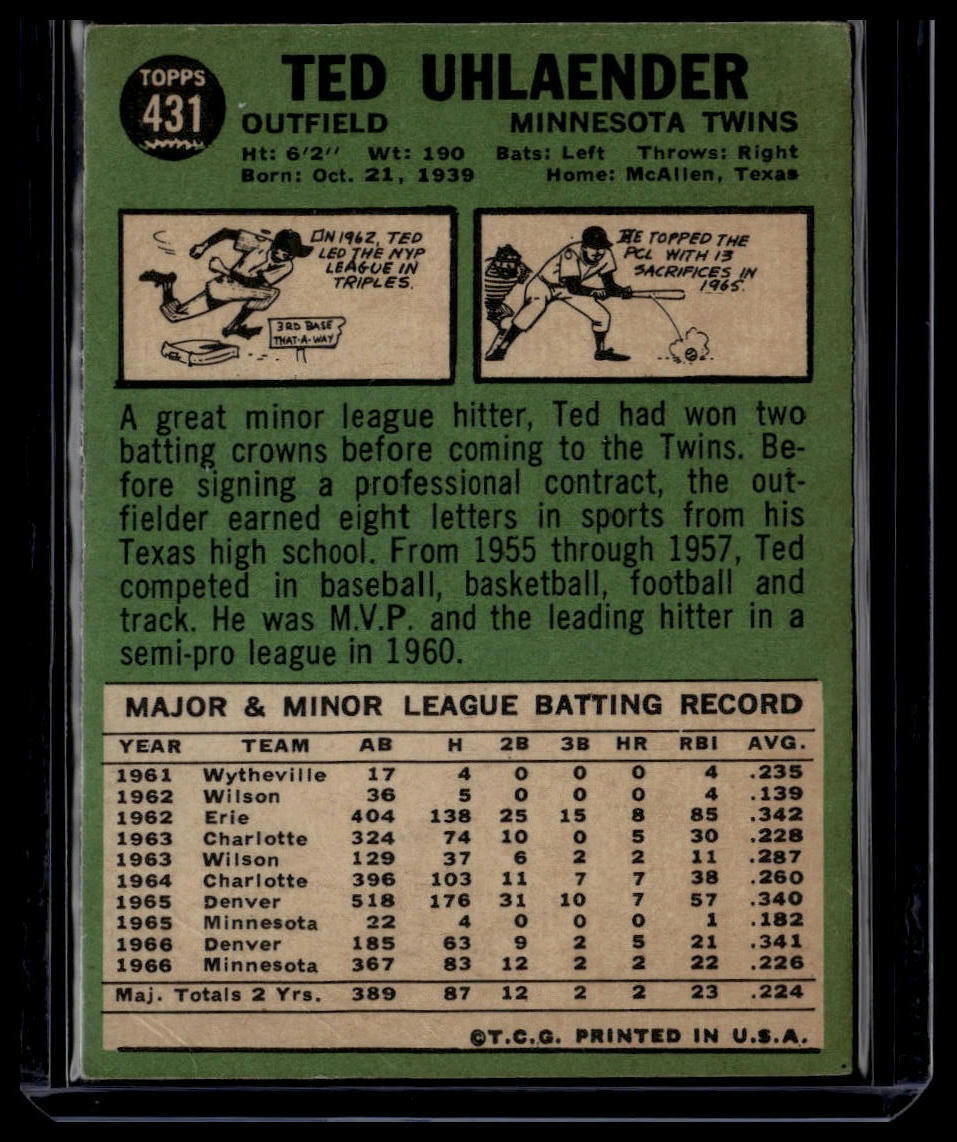 TOPPS
431
TED UHLAENDER
OUTFIELD MINNESOTA TWINS
Ht: 6'2" Wt: 190 Bats: Left Throws: Right
Born: Oct. 21, 1939 Home: McAllen, Texas
ON 1962, TED
LED THE NYP
LEAGUE IN
TRIPLES.
3RD BASE
THAT-A-WAY
HE TOPPED THE
PCL WITH 13
SACRIFICES IN
1965.
A great minor league hitter, Ted had won two
batting crowns before coming to the Twins. Be-
fore signing a professional contract, the out-
fielder earned eight letters in sports from his
Texas high school. From 1955 through 1957, Ted
competed in baseball, basketball, football and
track. He was M.V.P. and the leading hitter in a
semi-pro league in 1960.
MAJOR & MINOR LEAGUE BATTING RECORD
YEAR TEAM AB H 2B 3B HR RBI AVG.
1961 Wytheville 17 4 0 0 0 4 .235
1962 Wilson 36 5 0 0 0 4 .139
1962 Erie 404 138 25 15 8 85 .342
1963 Charlotte 324 74 10 0 5 30 .228
1963 Wilson 129 37 6 2 2 11 .287
1964 Charlotte 396 103 11 7 7 38 .260
1965 Denver 518 176 31 10 7 57 .340
1965 Minnesota 22 4 0 0 0 1 .182
1966 Denver 185 63 9 2 5 21 .341
1966 Minnesota 367 83 12 2 2 22 .226
Maj. Totals 2 Yrs. 389 87 12 2 2 23 .224
©T.C.G. PRINTED IN U.S.A.